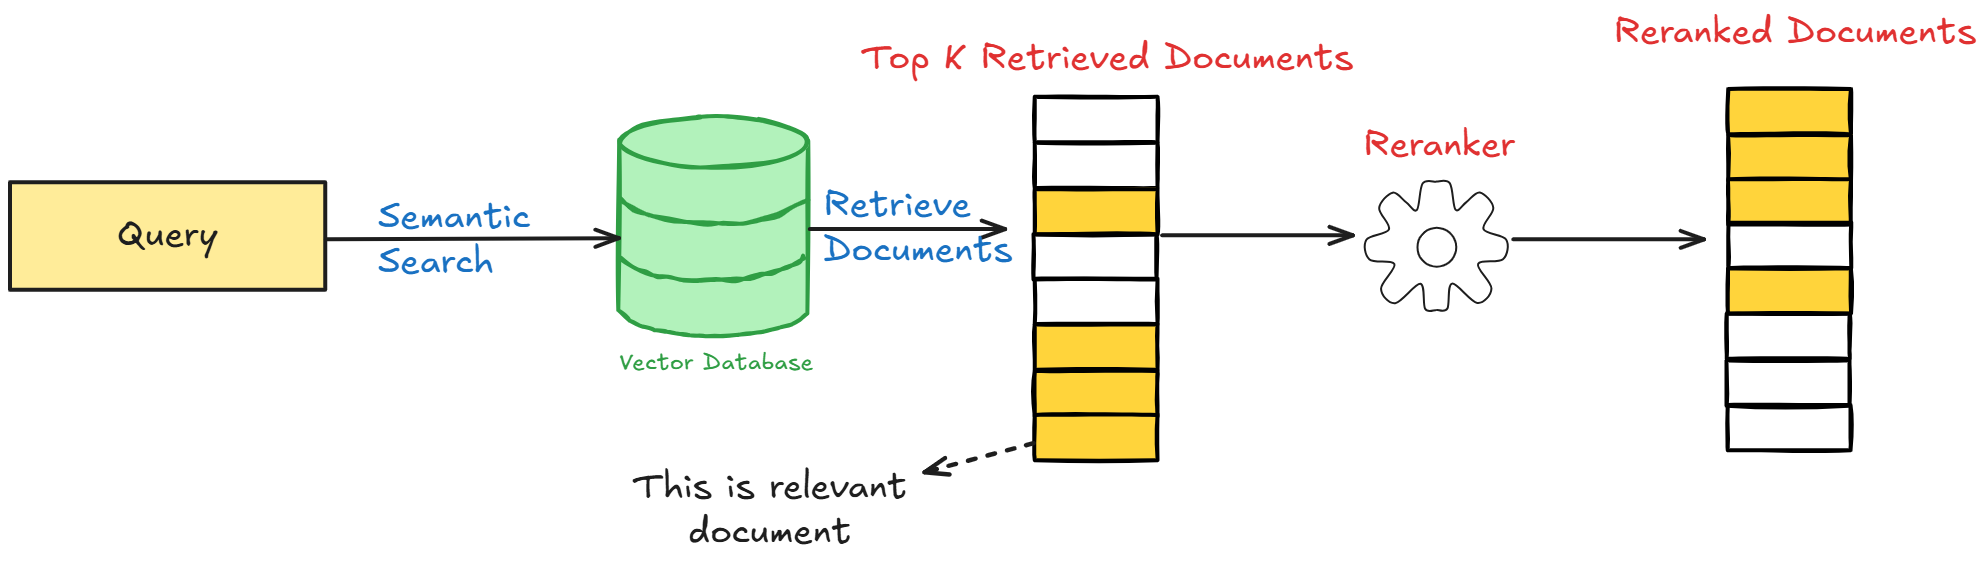 Query
Semantic
Search
Vector Database
Retrieve
Documents
Top K Retrieved Documents
This is relevant
document
Reranker
Reranked Documents